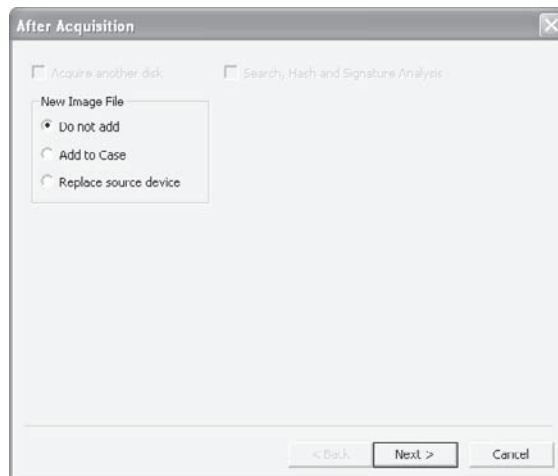 After Acquisition
Acquire another disk
Search, Hash and Signature Analysis
New Image File
Do not add
Add to Case
Replace source device
< Back
Next >
Cancel